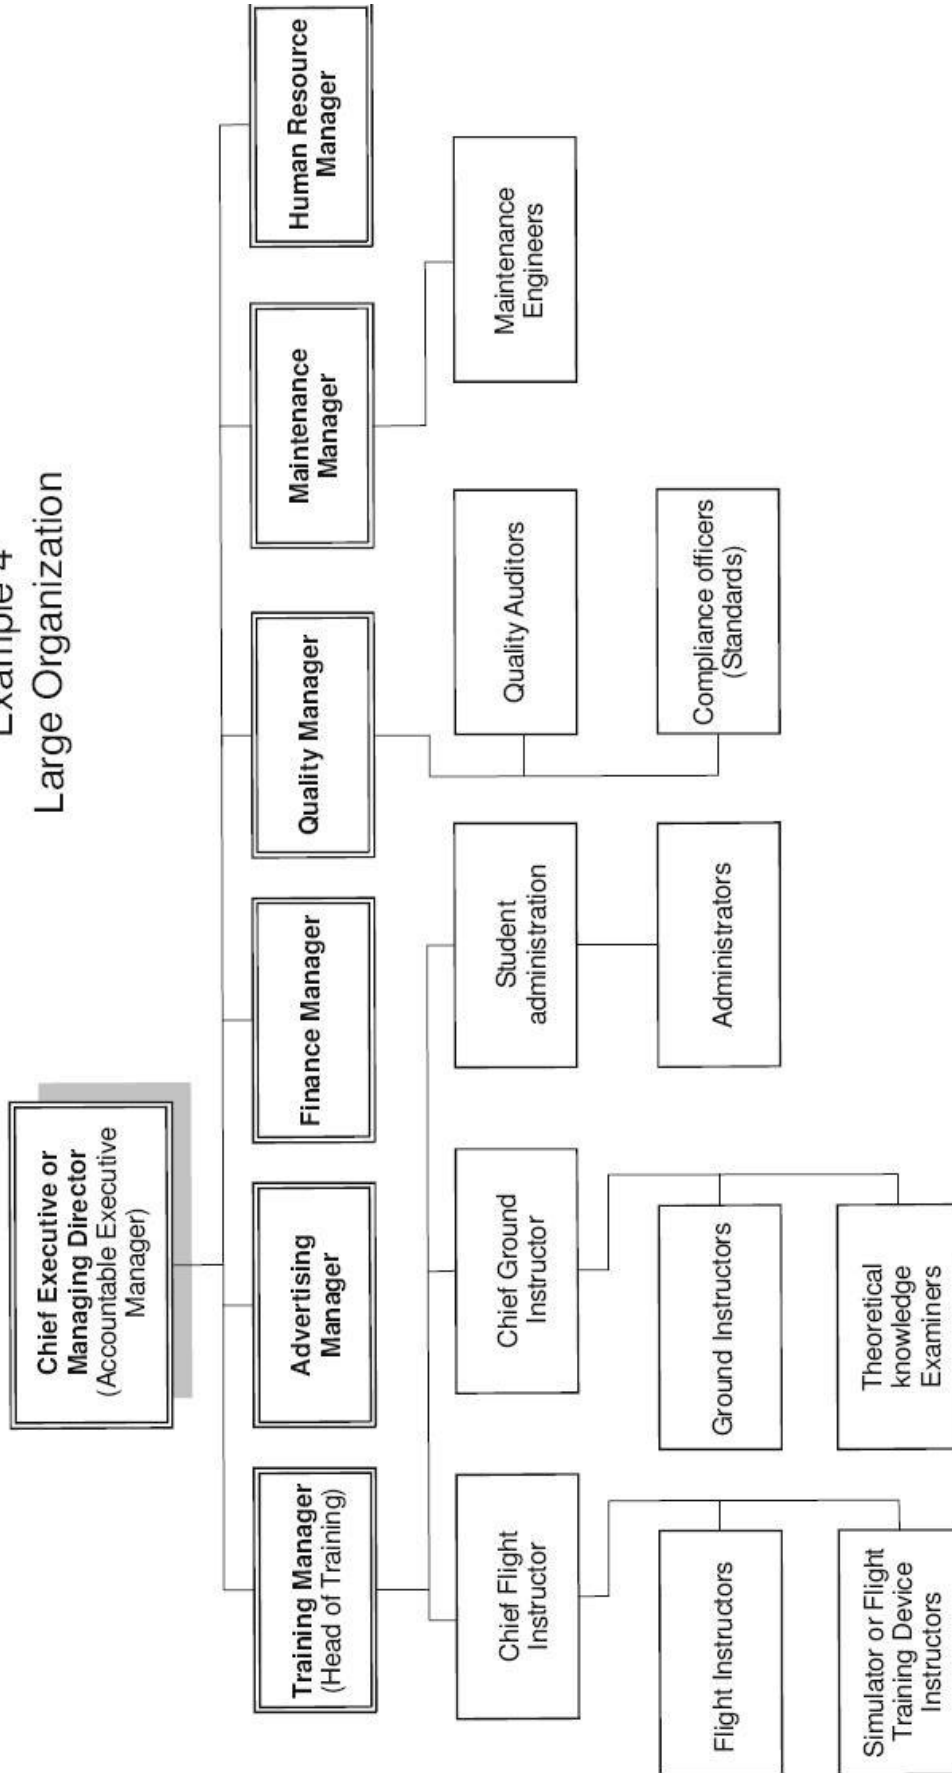 Example 4
Large Organization
Chief Executive or
Managing Director
(Accountable Executive
Manager)
Training Manager
(Head of Training)
Advertising
Manager
Finance Manager
Quality Manager
Maintenance
Manager
Human Resource
Manager
Chief Flight
Instructor
Chief Ground
Instructor
Student
administration
Quality Auditors
Maintenance
Engineers
Flight Instructors
Ground Instructors
Administrators
Compliance officers
(Standards)
Simulator or Flight
Training Device
Instructors
Theoretical
knowledge
Examiners